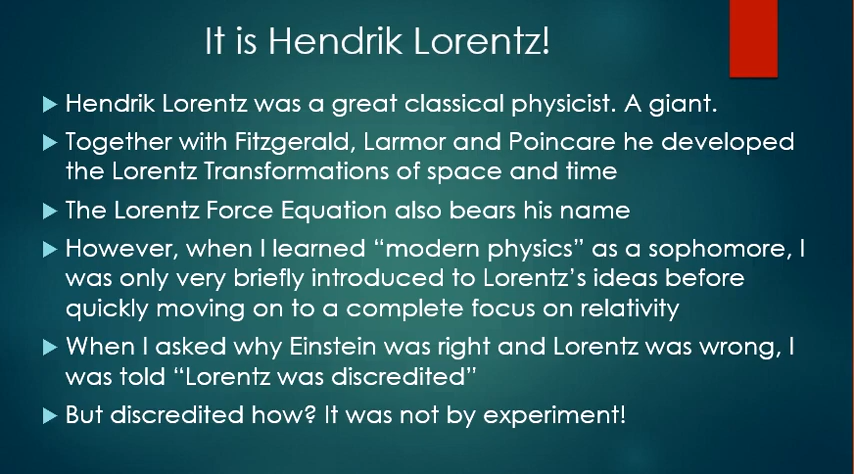 It is Hendrik Lorentz!
Hendrik Lorentz was a great classical physicist. A giant.
Together with Fitzgerald, Larmor and Poincare he developed
the Lorentz Transformations of space and time
The Lorentz Force Equation also bears his name
However, when I learned “modern physics” as a sophomore, I
was only very briefly introduced to Lorentz’s ideas before
quickly moving on to a complete focus on relativity
When I asked why Einstein was right and Lorentz was wrong, I
was told “Lorentz was discredited”
But discredited how? It was not by experiment!